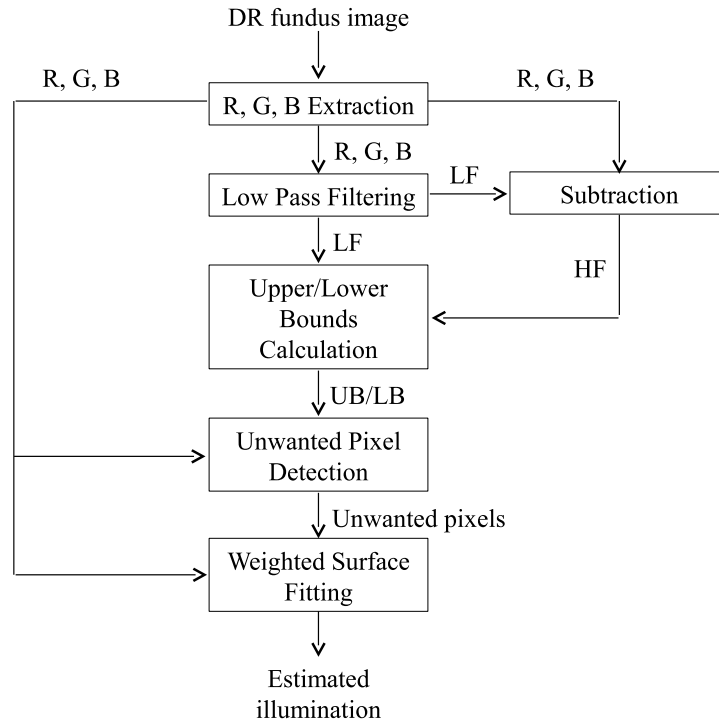 DR fundus image
R, G, B
R, G, B
R, G, B Extraction
R, G, B
LF
Low Pass Filtering
Subtraction
LF
HF
Upper/Lower
Bounds
Calculation
UB/LB
Unwanted Pixel
Detection
Unwanted pixels
Weighted Surface
Fitting
Estimated
illumination